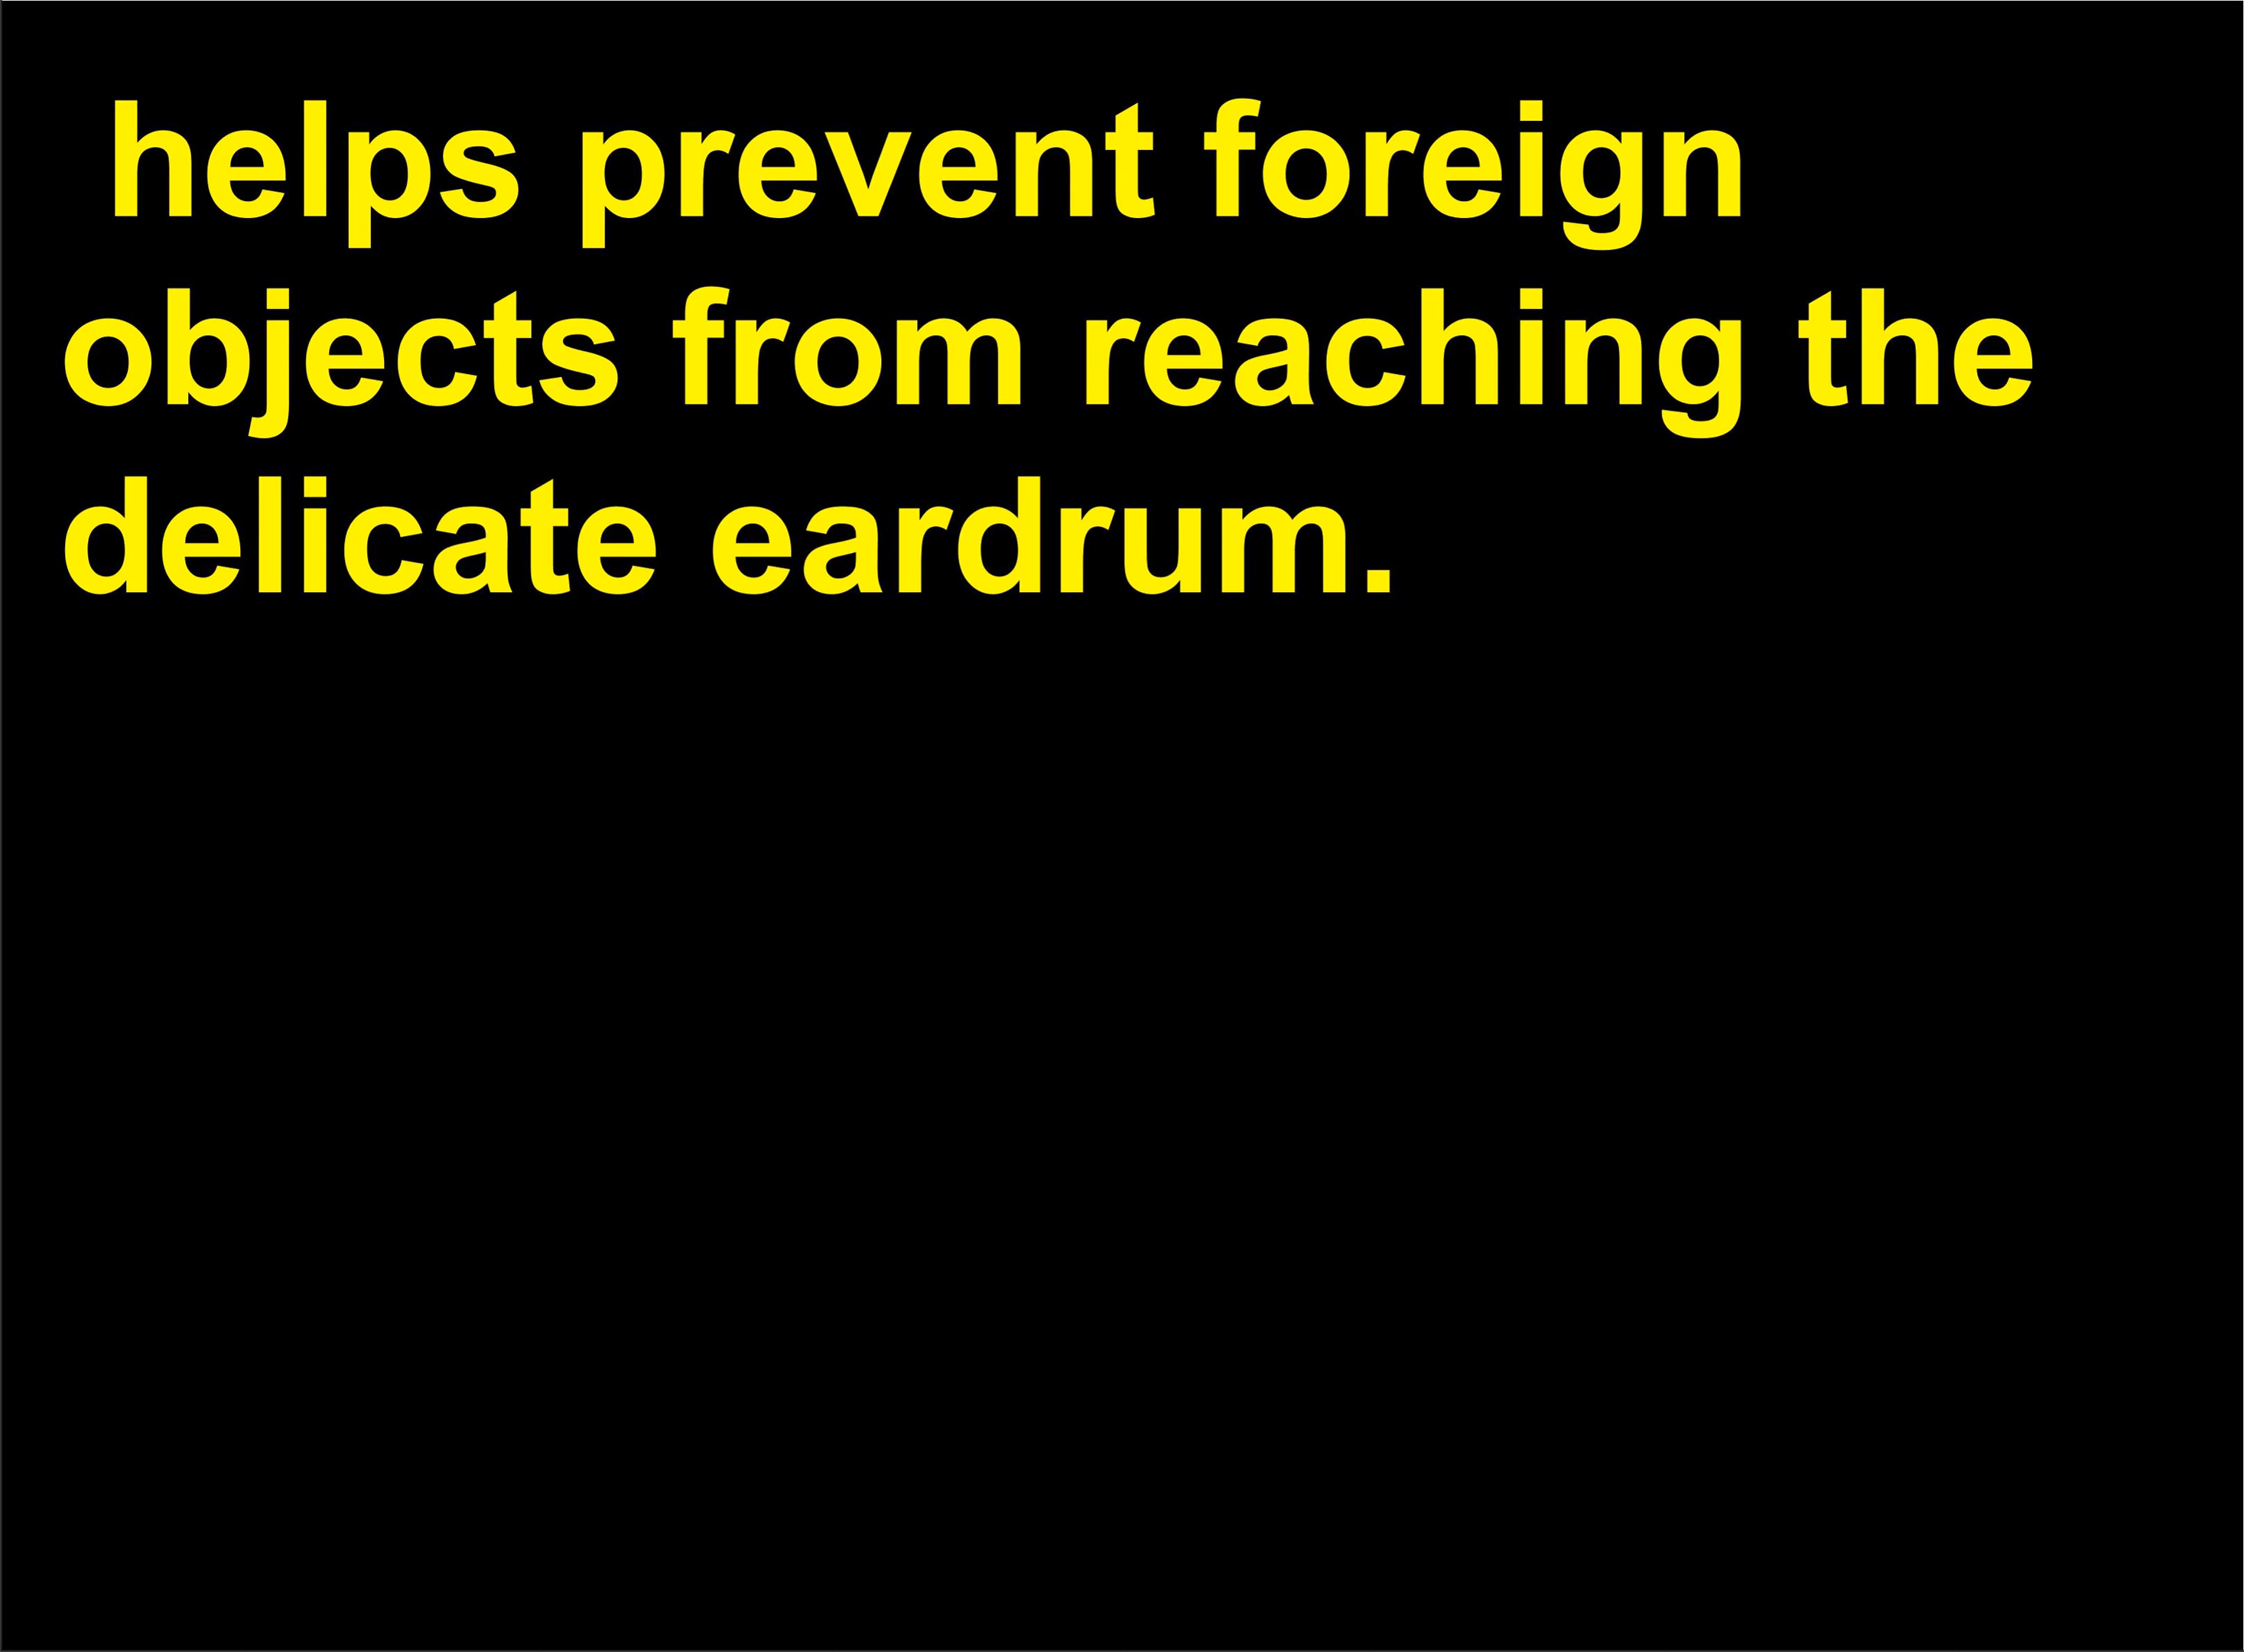 helps prevent foreign
objects from reaching the
delicate eardrum.